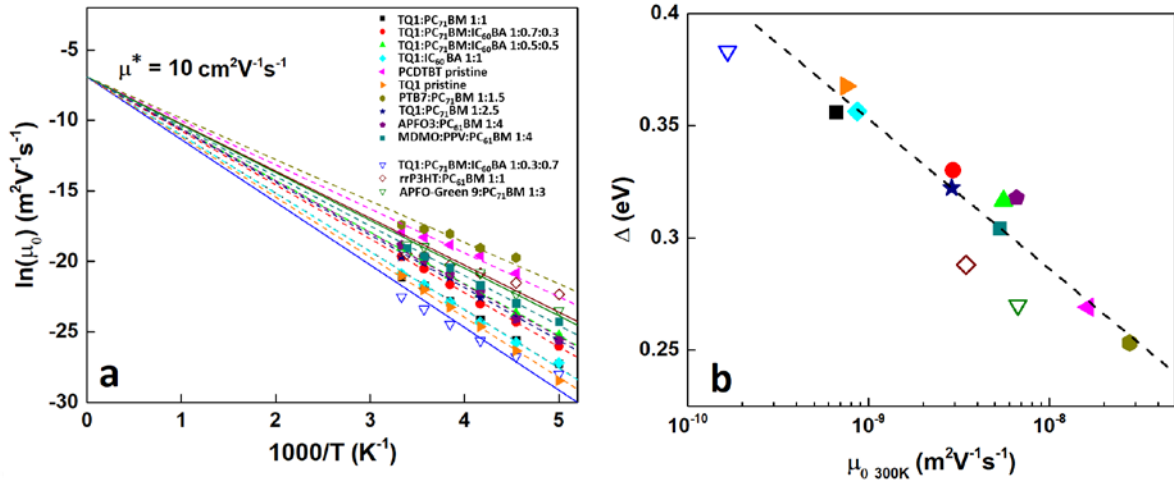 μ* = 10 cm²V⁻¹s⁻¹
TQ1:PC₇₁BM 1:1
TQ1:PC₇₁BM:IC₆₀BA 1:0.7:0.3
TQ1:PC₇₁BM:IC₆₀BA 1:0.5:0.5
TQ1:IC₆₀BA 1:1
PCDTBT pristine
TQ1 pristine
PTB7:PC₇₁BM 1:1.5
TQ1:PC₇₁BM 1:2.5
APFO3:PC₆₁BM 1:4
MDMO:PPV:PC₆₁BM 1:4
TQ1:PC₇₁BM:IC₆₀BA 1:0.3:0.7
rrP3HT:PC₆₁BM 1:1
APFO-Green 9:PC₇₁BM 1:3
ln(μ₀) (m²V⁻¹s⁻¹)
-5
-10
-15
-20
-25
-30
a
0 1 2 3 4 5
1000/T (K⁻¹)
Δ (eV)
0.4
0.35
0.3
0.25
b
10⁻¹⁰ 10⁻⁹ 10⁻⁸
μ₀ ₃₀₀K (m²V⁻¹s⁻¹)